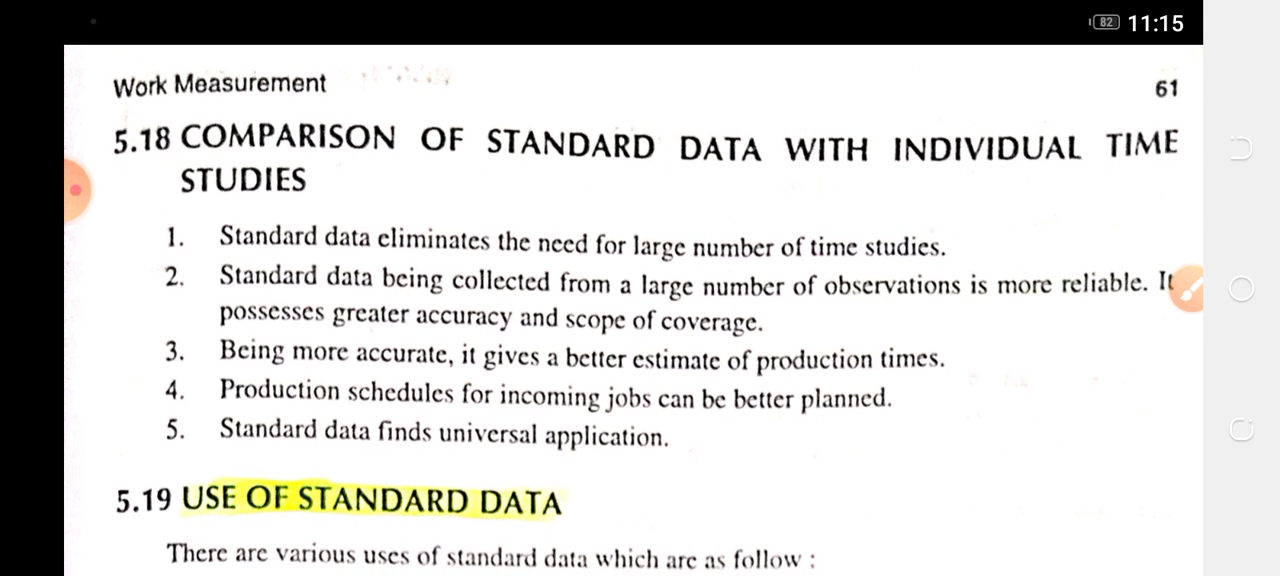 82 11:15
Work Measurement 61
5.18 COMPARISON OF STANDARD DATA WITH INDIVIDUAL TIME
STUDIES
1. Standard data eliminates the need for large number of time studies.
2. Standard data being collected from a large number of observations is more reliable. It
possesses greater accuracy and scope of coverage.
3. Being more accurate, it gives a better estimate of production times.
4. Production schedules for incoming jobs can be better planned.
5. Standard data finds universal application.
5.19 USE OF STANDARD DATA
There are various uses of standard data which are as follow :